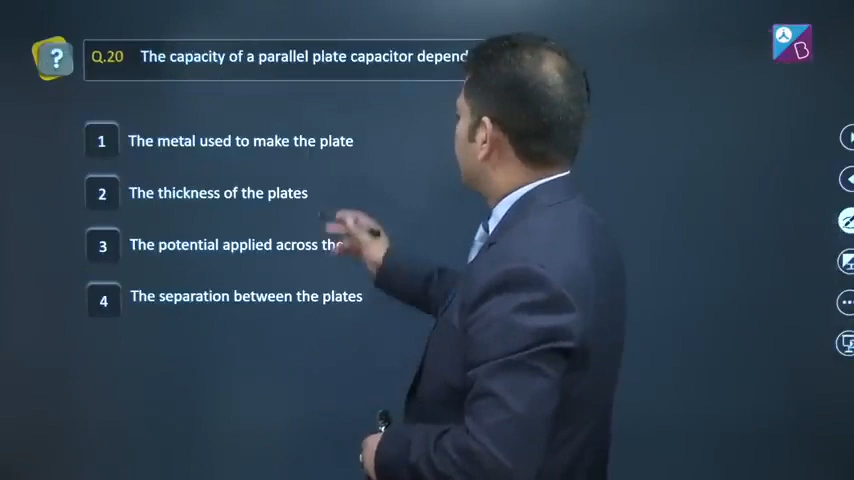 ?
Q.20 The capacity of a parallel plate capacitor depend
1 The metal used to make the plate
2 The thickness of the plates
3 The potential applied across the
4 The separation between the plates
B